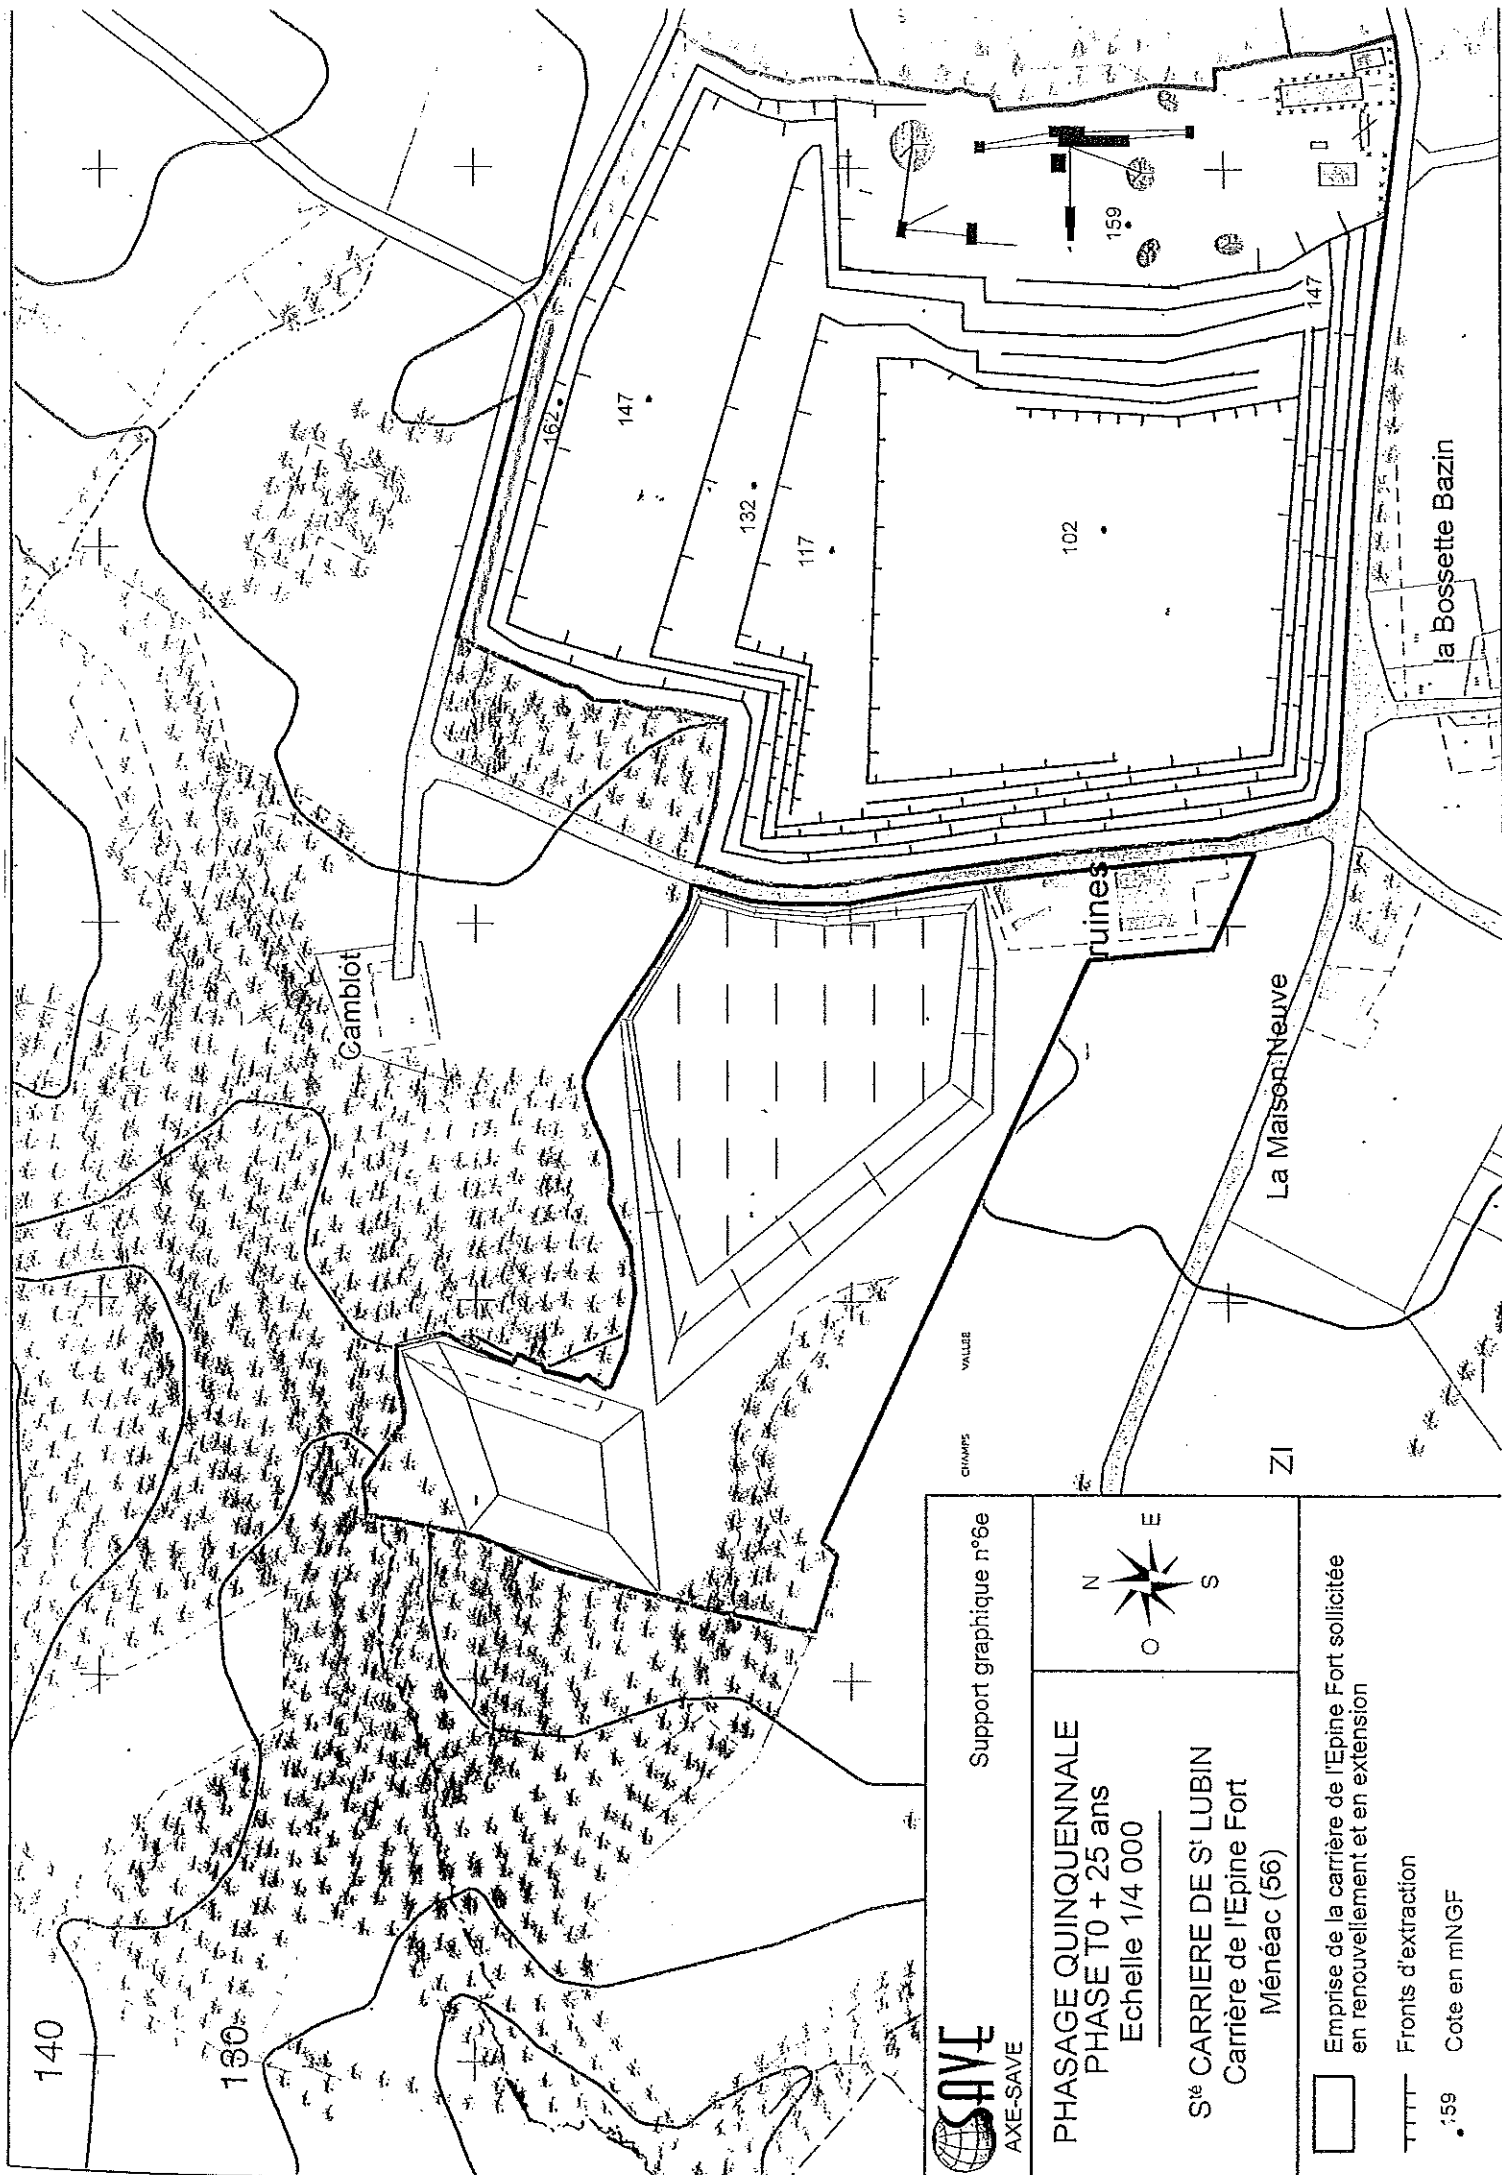 140
130
Camblot
162
147
132
117
102
159
147
ruines
la Bossette Bazin
La Maison Neuve
CHAMPS VALLEE
ZI
SAVE
AXE-SAVE
Support graphique n°6e
PHASAGE QUINQUENNALE
PHASE T0 + 25 ans
Echelle 1/4 000
N
O
E
S
Sté CARRIERE DE St LUBIN
Carrière de l'Epine Fort
Ménéac (56)
Emprise de la carrière de l'Epine Fort sollicitée
en renouvellement et en extension
Fronts d'extraction
159
Cote en mNGF